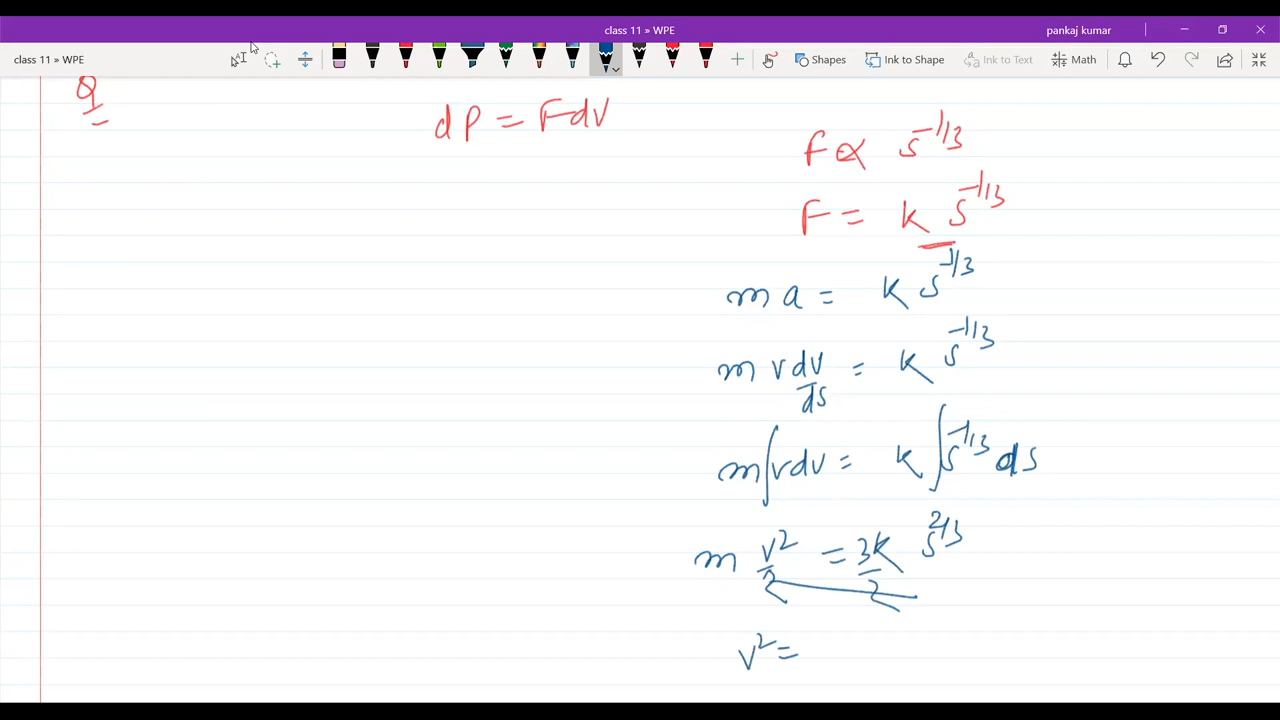 class 11 » WPE
pankaj kumar
class 11 » WPE
Shapes
Ink to Shape
Ink to Text
Math
Q
dP = Fdv
F ∝ s^-1/3
F = k s^-1/3
m a = k s^-1/3
m v dv/ds = k s^-1/3
m∫vdv = k ∫s^-1/3 ds
m v²/2 = 3k/2 s^2/3
v² =